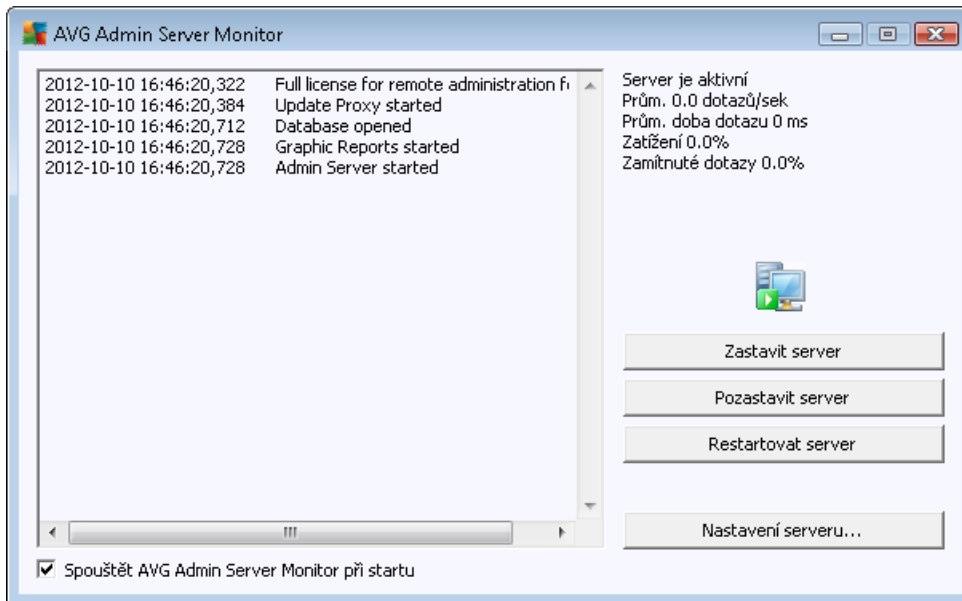 AVG Admin Server Monitor
2012-10-10 16:46:20,322 Full license for remote administration
2012-10-10 16:46:20,384 Update Proxy started
2012-10-10 16:46:20,712 Database opened
2012-10-10 16:46:20,728 Graphic Reports started
2012-10-10 16:46:20,728 Admin Server started
Server je aktivní
Prům. 0.0 dotazů/sek
Prům. doba dotazu 0 ms
Zatížení 0.0%
Zamítnuté dotazy 0.0%
Zastavit server
Pozastavit server
Restartovat server
Nastavení serveru...
Spouštět AVG Admin Server Monitor při startu